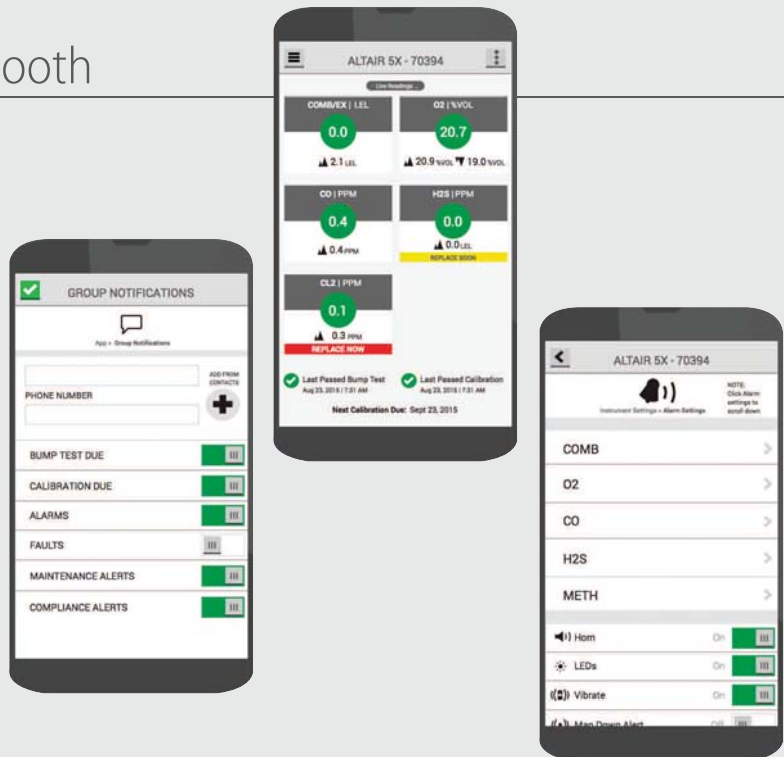 ooth
ALTAIR 5X - 70394
Live Readings
COMB/EX | LEL
0.0
2.1 LEL
O2 | %VOL
20.7
20.9 %VOL 19.0 %VOL
CO | PPM
0.4
0.4 PPM
H2S | PPM
0.0
0.0 LEL
REPLACE SOON
CL2 | PPM
0.1
0.3 PPM
REPLACE NOW
Last Passed Bump Test
Aug 23, 2015 | 7:31 AM
Last Passed Calibration
Aug 23, 2015 | 7:31 AM
Next Calibration Due: Sept 23, 2015
GROUP NOTIFICATIONS
App > Group Notifications
ADD FROM
CONTACTS
PHONE NUMBER
BUMP TEST DUE
CALIBRATION DUE
ALARMS
FAULTS
MAINTENANCE ALERTS
COMPLIANCE ALERTS
ALTAIR 5X - 70394
Instrument Settings > Alarm Settings
NOTE:
Click Alarm
settings to
scroll down
COMB
O2
CO
H2S
METH
Horn On
LEDs On
Vibrate On
Man Down Alert Off